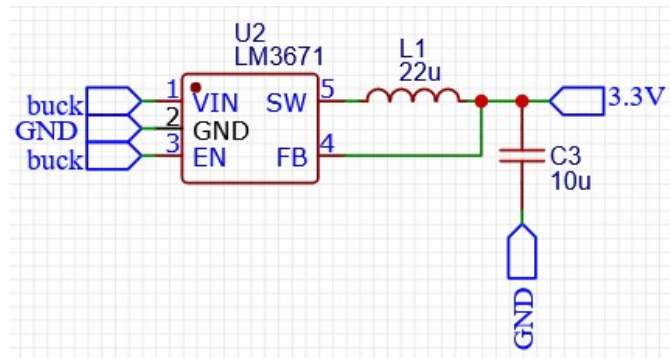 U2
LM3671
L1
22u
buck
1
VIN
SW
5
3.3V
GND
2
GND
buck
3
EN
FB
4
C3
10u
GND